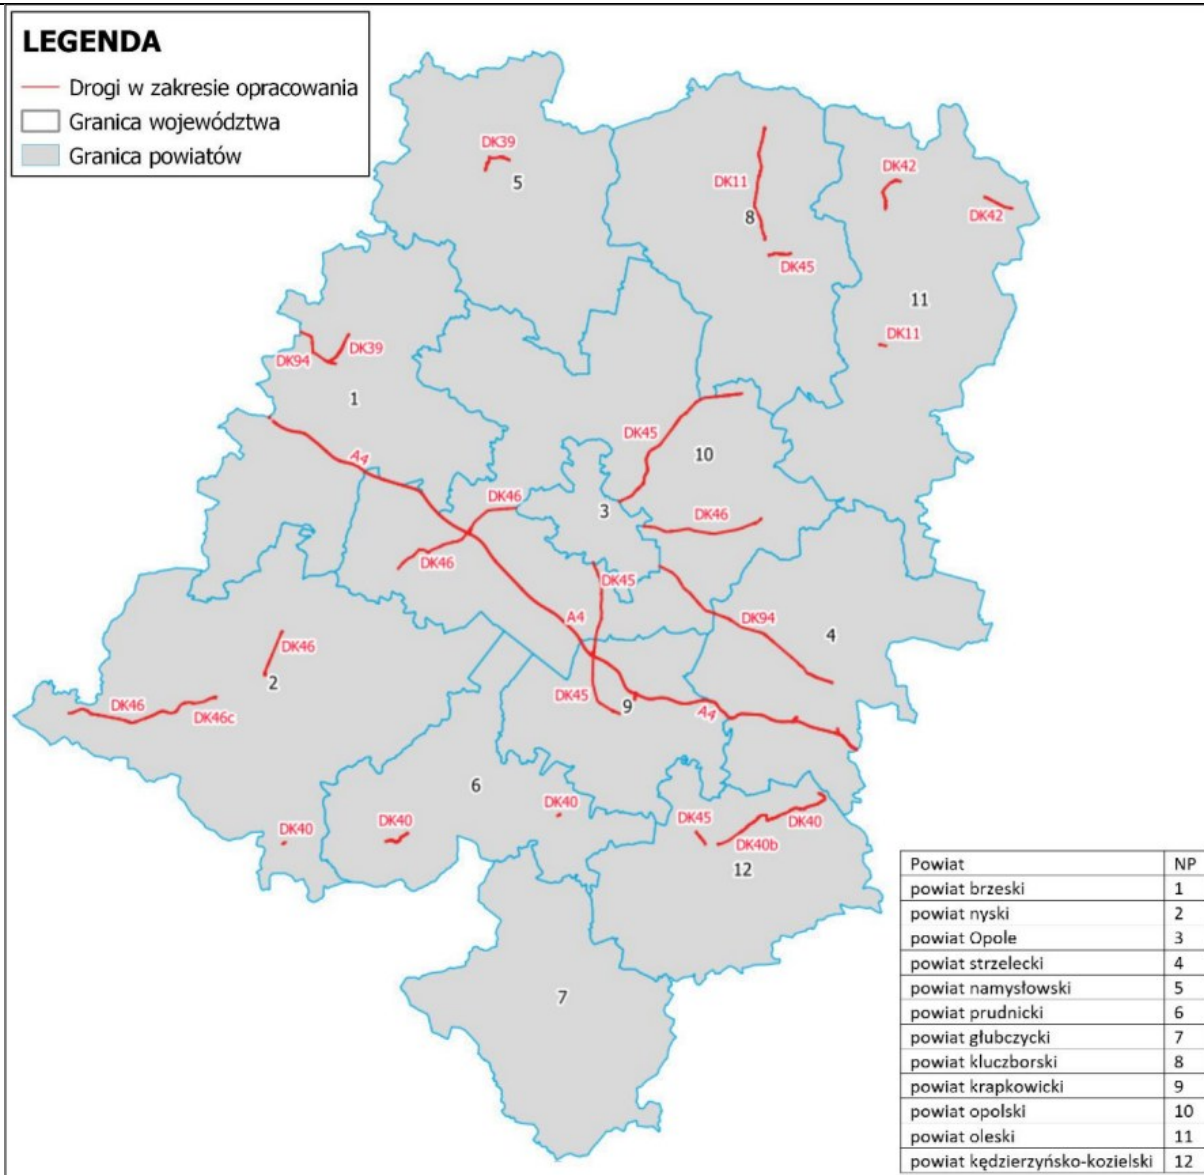 LEGENDA
Drogi w zakresie opracowania
Granica województwa
Granica powiatów
DK39
5
DK11
8
DK45
DK42
DK42
11
DK11
DK94
DK39
1
A4
DK45
10
DK46
3
DK46
DK46
DK45
A4
DK94
4
DK46
2
DK46
DK46c
DK45
9
A4
6
DK40
DK40
DK40
DK45
DK40
DK40b
12
7
Powiat NP
powiat brzeski 1
powiat nyski 2
powiat Opole 3
powiat strzelecki 4
powiat namysłowski 5
powiat prudnicki 6
powiat głubczycki 7
powiat kluczborski 8
powiat krapkowicki 9
powiat opolski 10
powiat oleski 11
powiat kędzierzyńsko-kozielski 12